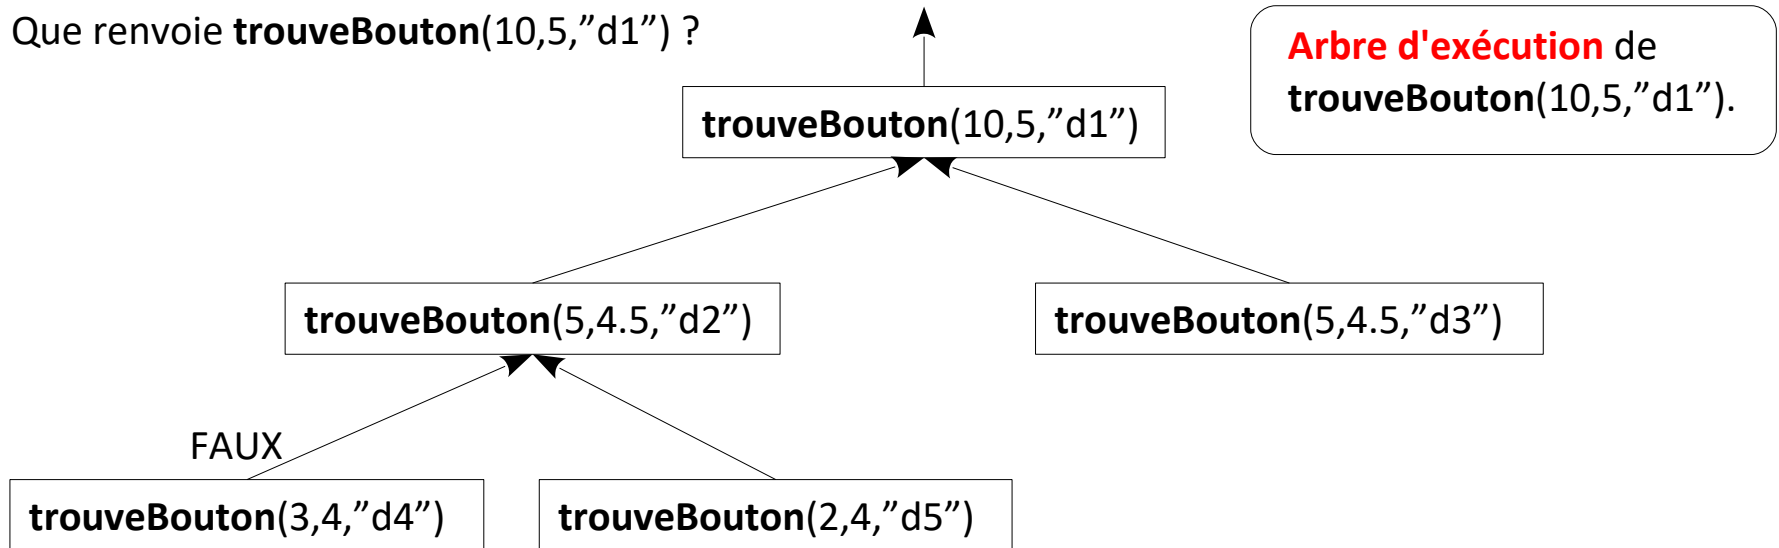 Que renvoie trouveBouton(10,5,”d1”) ?
Arbre d'exécution de
trouveBouton(10,5,”d1”).
trouveBouton(10,5,”d1”)
trouveBouton(5,4.5,”d2”)
trouveBouton(5,4.5,”d3”)
FAUX
trouveBouton(3,4,”d4”)
trouveBouton(2,4,”d5”)